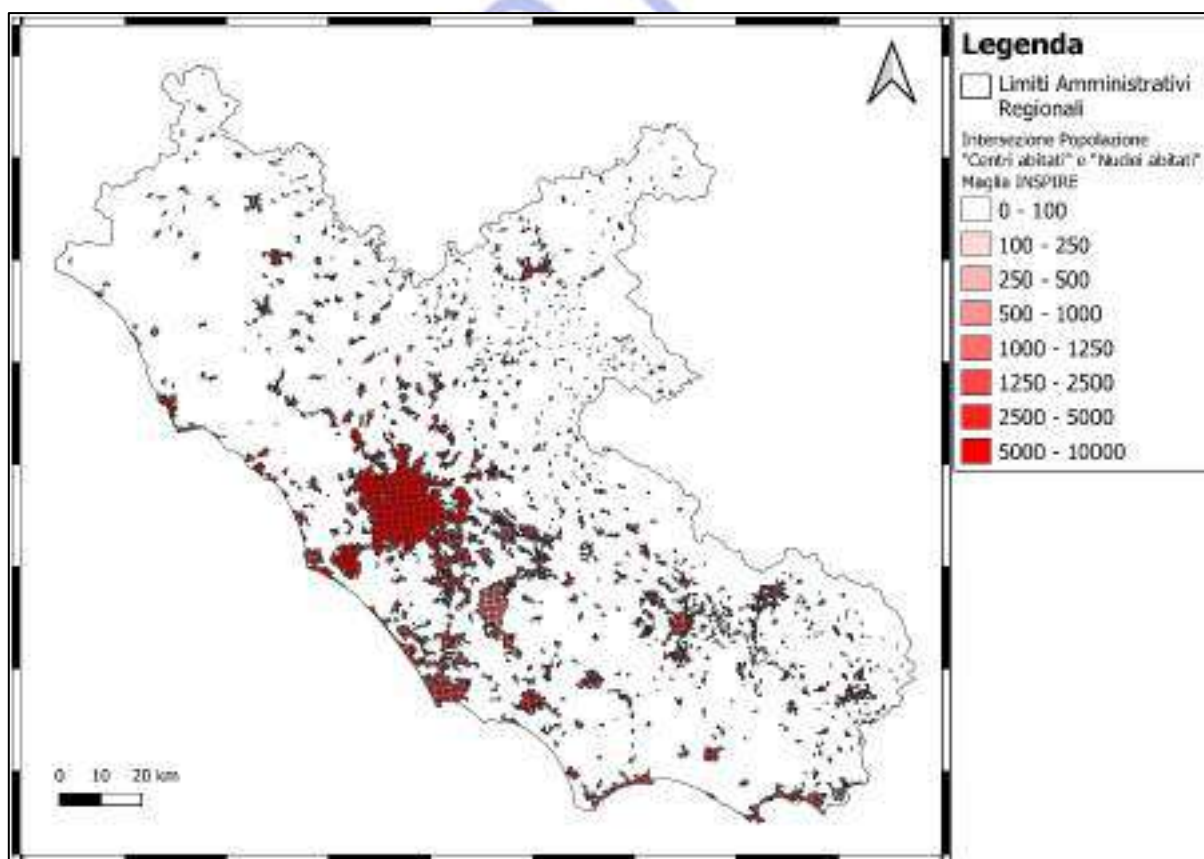 Legenda
Limiti Amministrativi
Regionali
Intersezione Popolazione
"Centri abitati" e "Nuclei abitati"
Maglia INSPIRE
0 - 100
100 - 250
250 - 500
500 - 1000
1000 - 1250
1250 - 2500
2500 - 5000
5000 - 10000
0 10 20 km